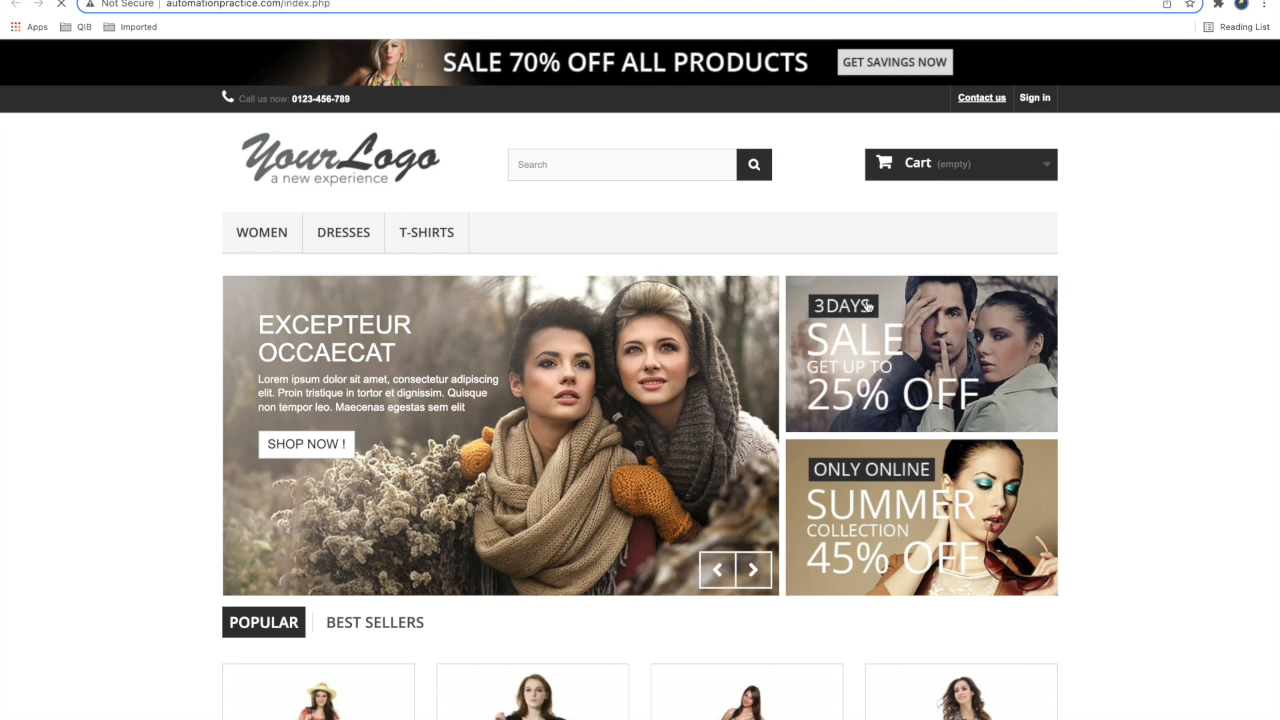 Not Secure | automationpractice.com/index.php
Apps QIB Imported Reading List
SALE 70% OFF ALL PRODUCTS GET SAVINGS NOW
Call us now: 0123-456-789 Contact us Sign in
YourLogo
a new experience
Search
Cart (empty)
WOMEN DRESSES T-SHIRTS
EXCEPTEUR
OCCAECAT
Lorem ipsum dolor sit amet, consectetur adipiscing
elit. Proin tristique in tortor et dignissim. Quisque
non tempor leo. Maecenas egestas sem elit
SHOP NOW !
3 DAYS
SALE
GET UP TO
25% OFF
ONLY ONLINE
SUMMER
COLLECTION
45% OFF
POPULAR BEST SELLERS